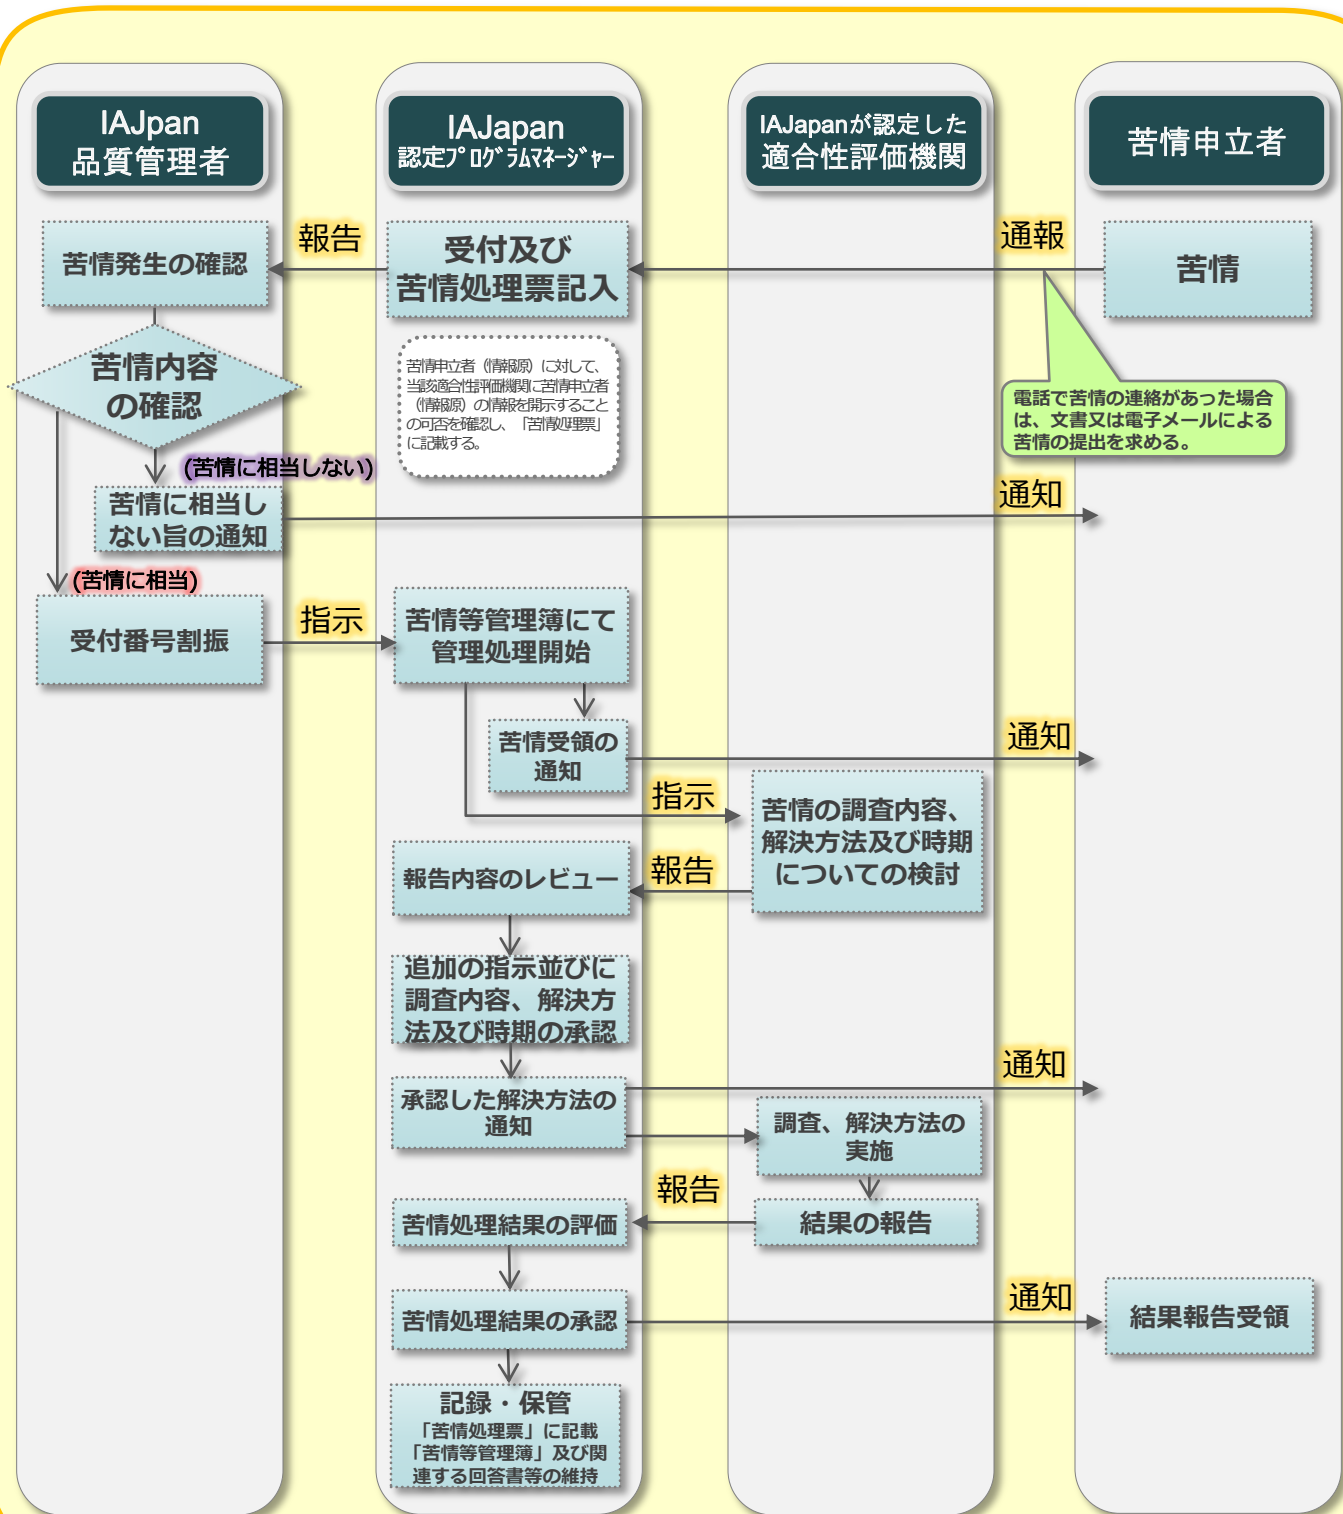 IAJpan
品質管理者
IAJapan
認定ﾌﾟﾛｸﾞﾗﾑﾏﾈｰｼﾞｬｰ
IAJapanが認定した
適合性評価機関
苦情申立者
苦情発生の確認
報告
受付及び
苦情処理票記入
通報
苦情
苦情内容
の確認
苦情申立者（情報源）に対して、
当該適合性評価機関に苦情申立者
（情報源）の情報を開示すること
の可否を確認し、「苦情処理票」
に記載する。
電話で苦情の連絡があった場合
は、文書又は電子メールによる
苦情の提出を求める。
(苦情に相当しない)
苦情に相当し
ない旨の通知
通知
(苦情に相当)
受付番号割振
指示
苦情等管理簿にて
管理処理開始
苦情受領の
通知
通知
指示
苦情の調査内容、
解決方法及び時期
についての検討
報告
報告内容のレビュー
追加の指示並びに
調査内容、解決方
法及び時期の承認
承認した解決方法の
通知
通知
調査、解決方法の
実施
報告
苦情処理結果の評価
結果の報告
苦情処理結果の承認
通知
結果報告受領
記録・保管
「苦情処理票」に記載
「苦情等管理簿」及び関
連する回答書等の維持